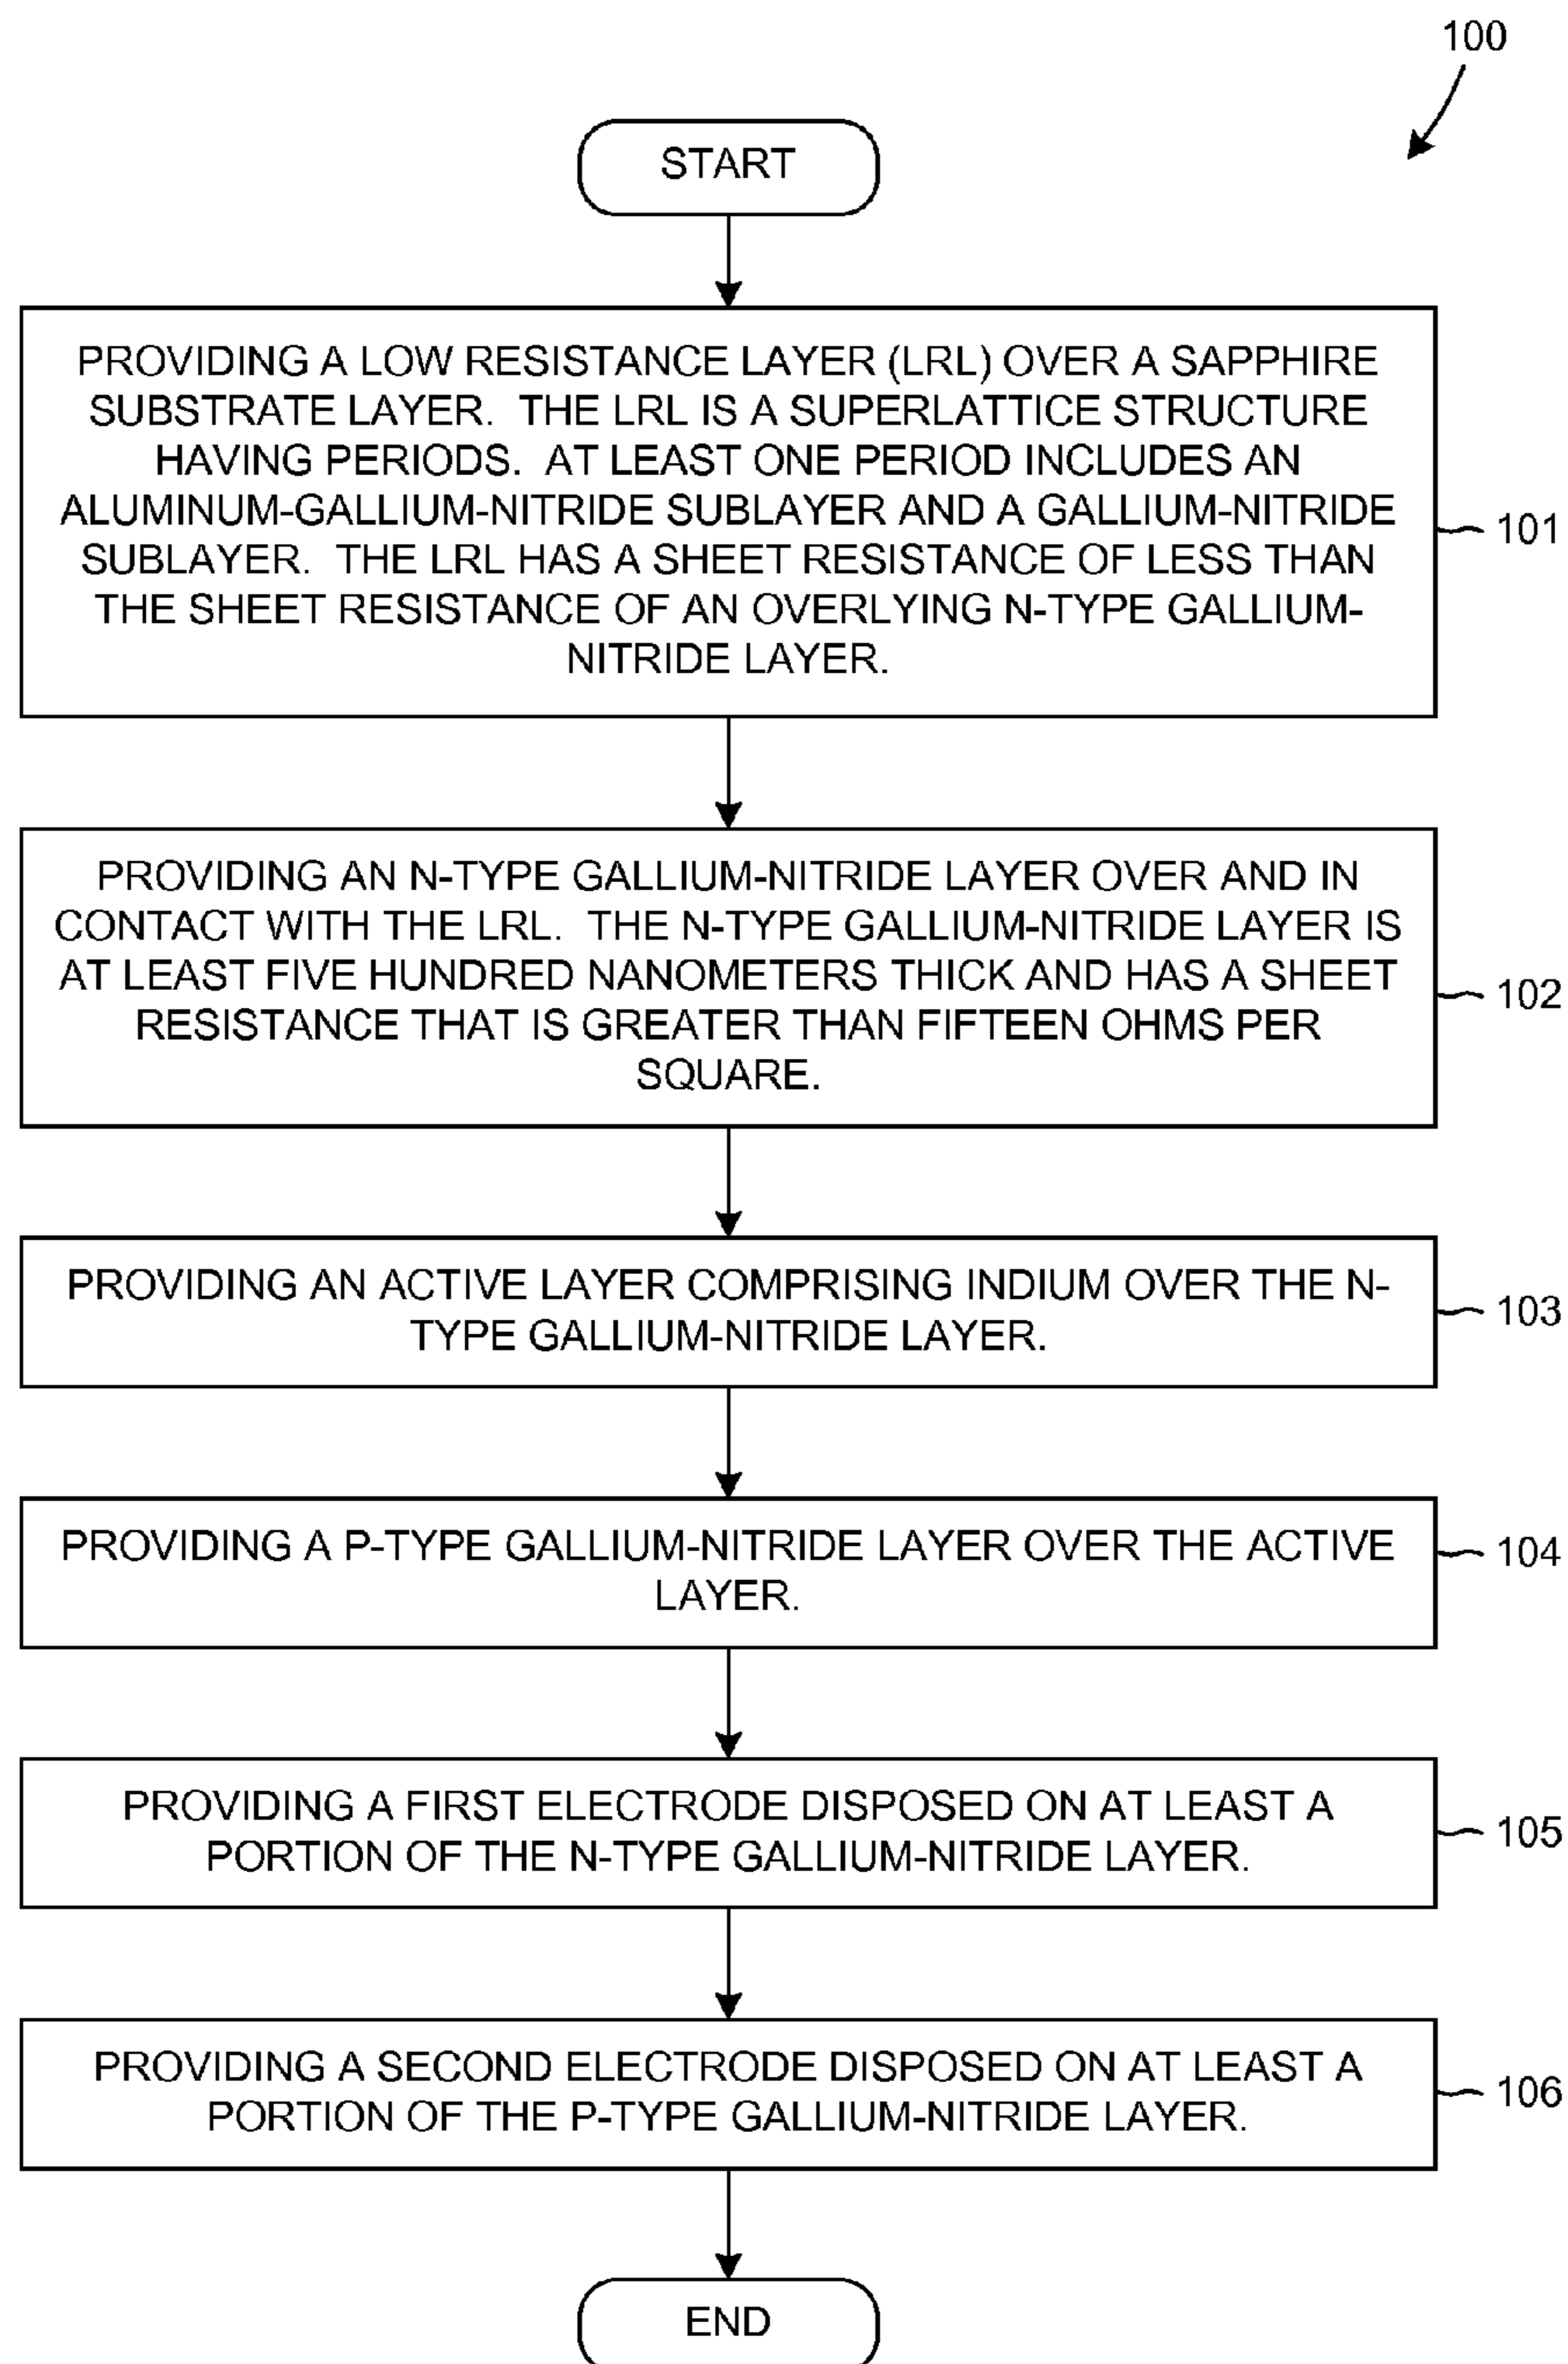 100
START
PROVIDING A LOW RESISTANCE LAYER (LRL) OVER A SAPPHIRE
SUBSTRATE LAYER. THE LRL IS A SUPERLATTICE STRUCTURE
HAVING PERIODS. AT LEAST ONE PERIOD INCLUDES AN
ALUMINUM-GALLIUM-NITRIDE SUBLAYER AND A GALLIUM-NITRIDE
SUBLAYER. THE LRL HAS A SHEET RESISTANCE OF LESS THAN
THE SHEET RESISTANCE OF AN OVERLYING N-TYPE GALLIUM-
NITRIDE LAYER.
101
PROVIDING AN N-TYPE GALLIUM-NITRIDE LAYER OVER AND IN
CONTACT WITH THE LRL. THE N-TYPE GALLIUM-NITRIDE LAYER IS
AT LEAST FIVE HUNDRED NANOMETERS THICK AND HAS A SHEET
RESISTANCE THAT IS GREATER THAN FIFTEEN OHMS PER
SQUARE.
102
PROVIDING AN ACTIVE LAYER COMPRISING INDIUM OVER THE N-
TYPE GALLIUM-NITRIDE LAYER.
103
PROVIDING A P-TYPE GALLIUM-NITRIDE LAYER OVER THE ACTIVE
LAYER.
104
PROVIDING A FIRST ELECTRODE DISPOSED ON AT LEAST A
PORTION OF THE N-TYPE GALLIUM-NITRIDE LAYER.
105
PROVIDING A SECOND ELECTRODE DISPOSED ON AT LEAST A
PORTION OF THE P-TYPE GALLIUM-NITRIDE LAYER.
106
END